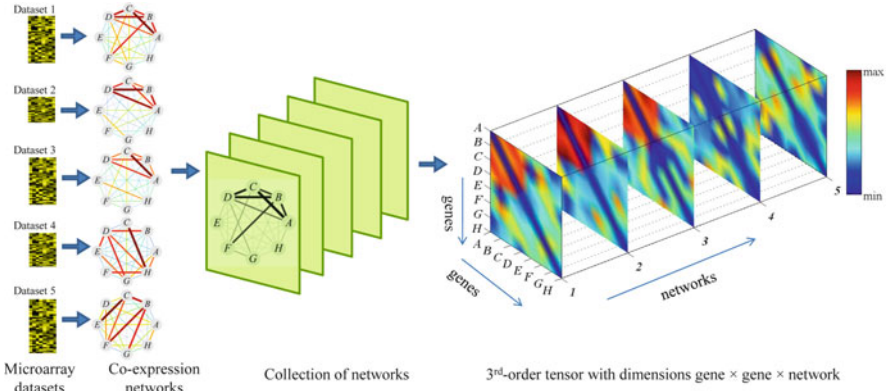 Dataset 1
C
D
B
E
A
F
H
G
Dataset 2
C
D
B
E
A
F
H
G
Dataset 3
C
D
B
E
A
F
H
G
Dataset 4
C
D
B
E
A
F
H
G
Dataset 5
C
D
B
E
A
F
H
G
C
D
B
A
F
H
G
A
B
C
D
E
F
G
H
genes
A B C D E F G H
genes
1
2
3
4
5
networks
max
min
Microarray
datasets
Co-expression
networks
Collection of networks
3rd-order tensor with dimensions gene × gene × network